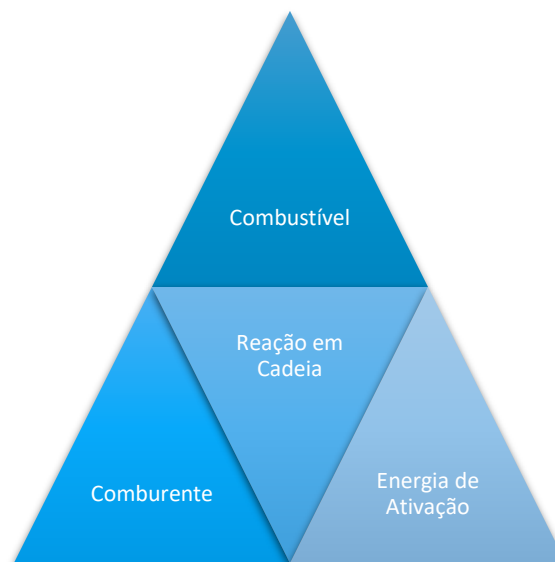 Combustível
Reação em
Cadeia
Comburente
Energia de
Ativação